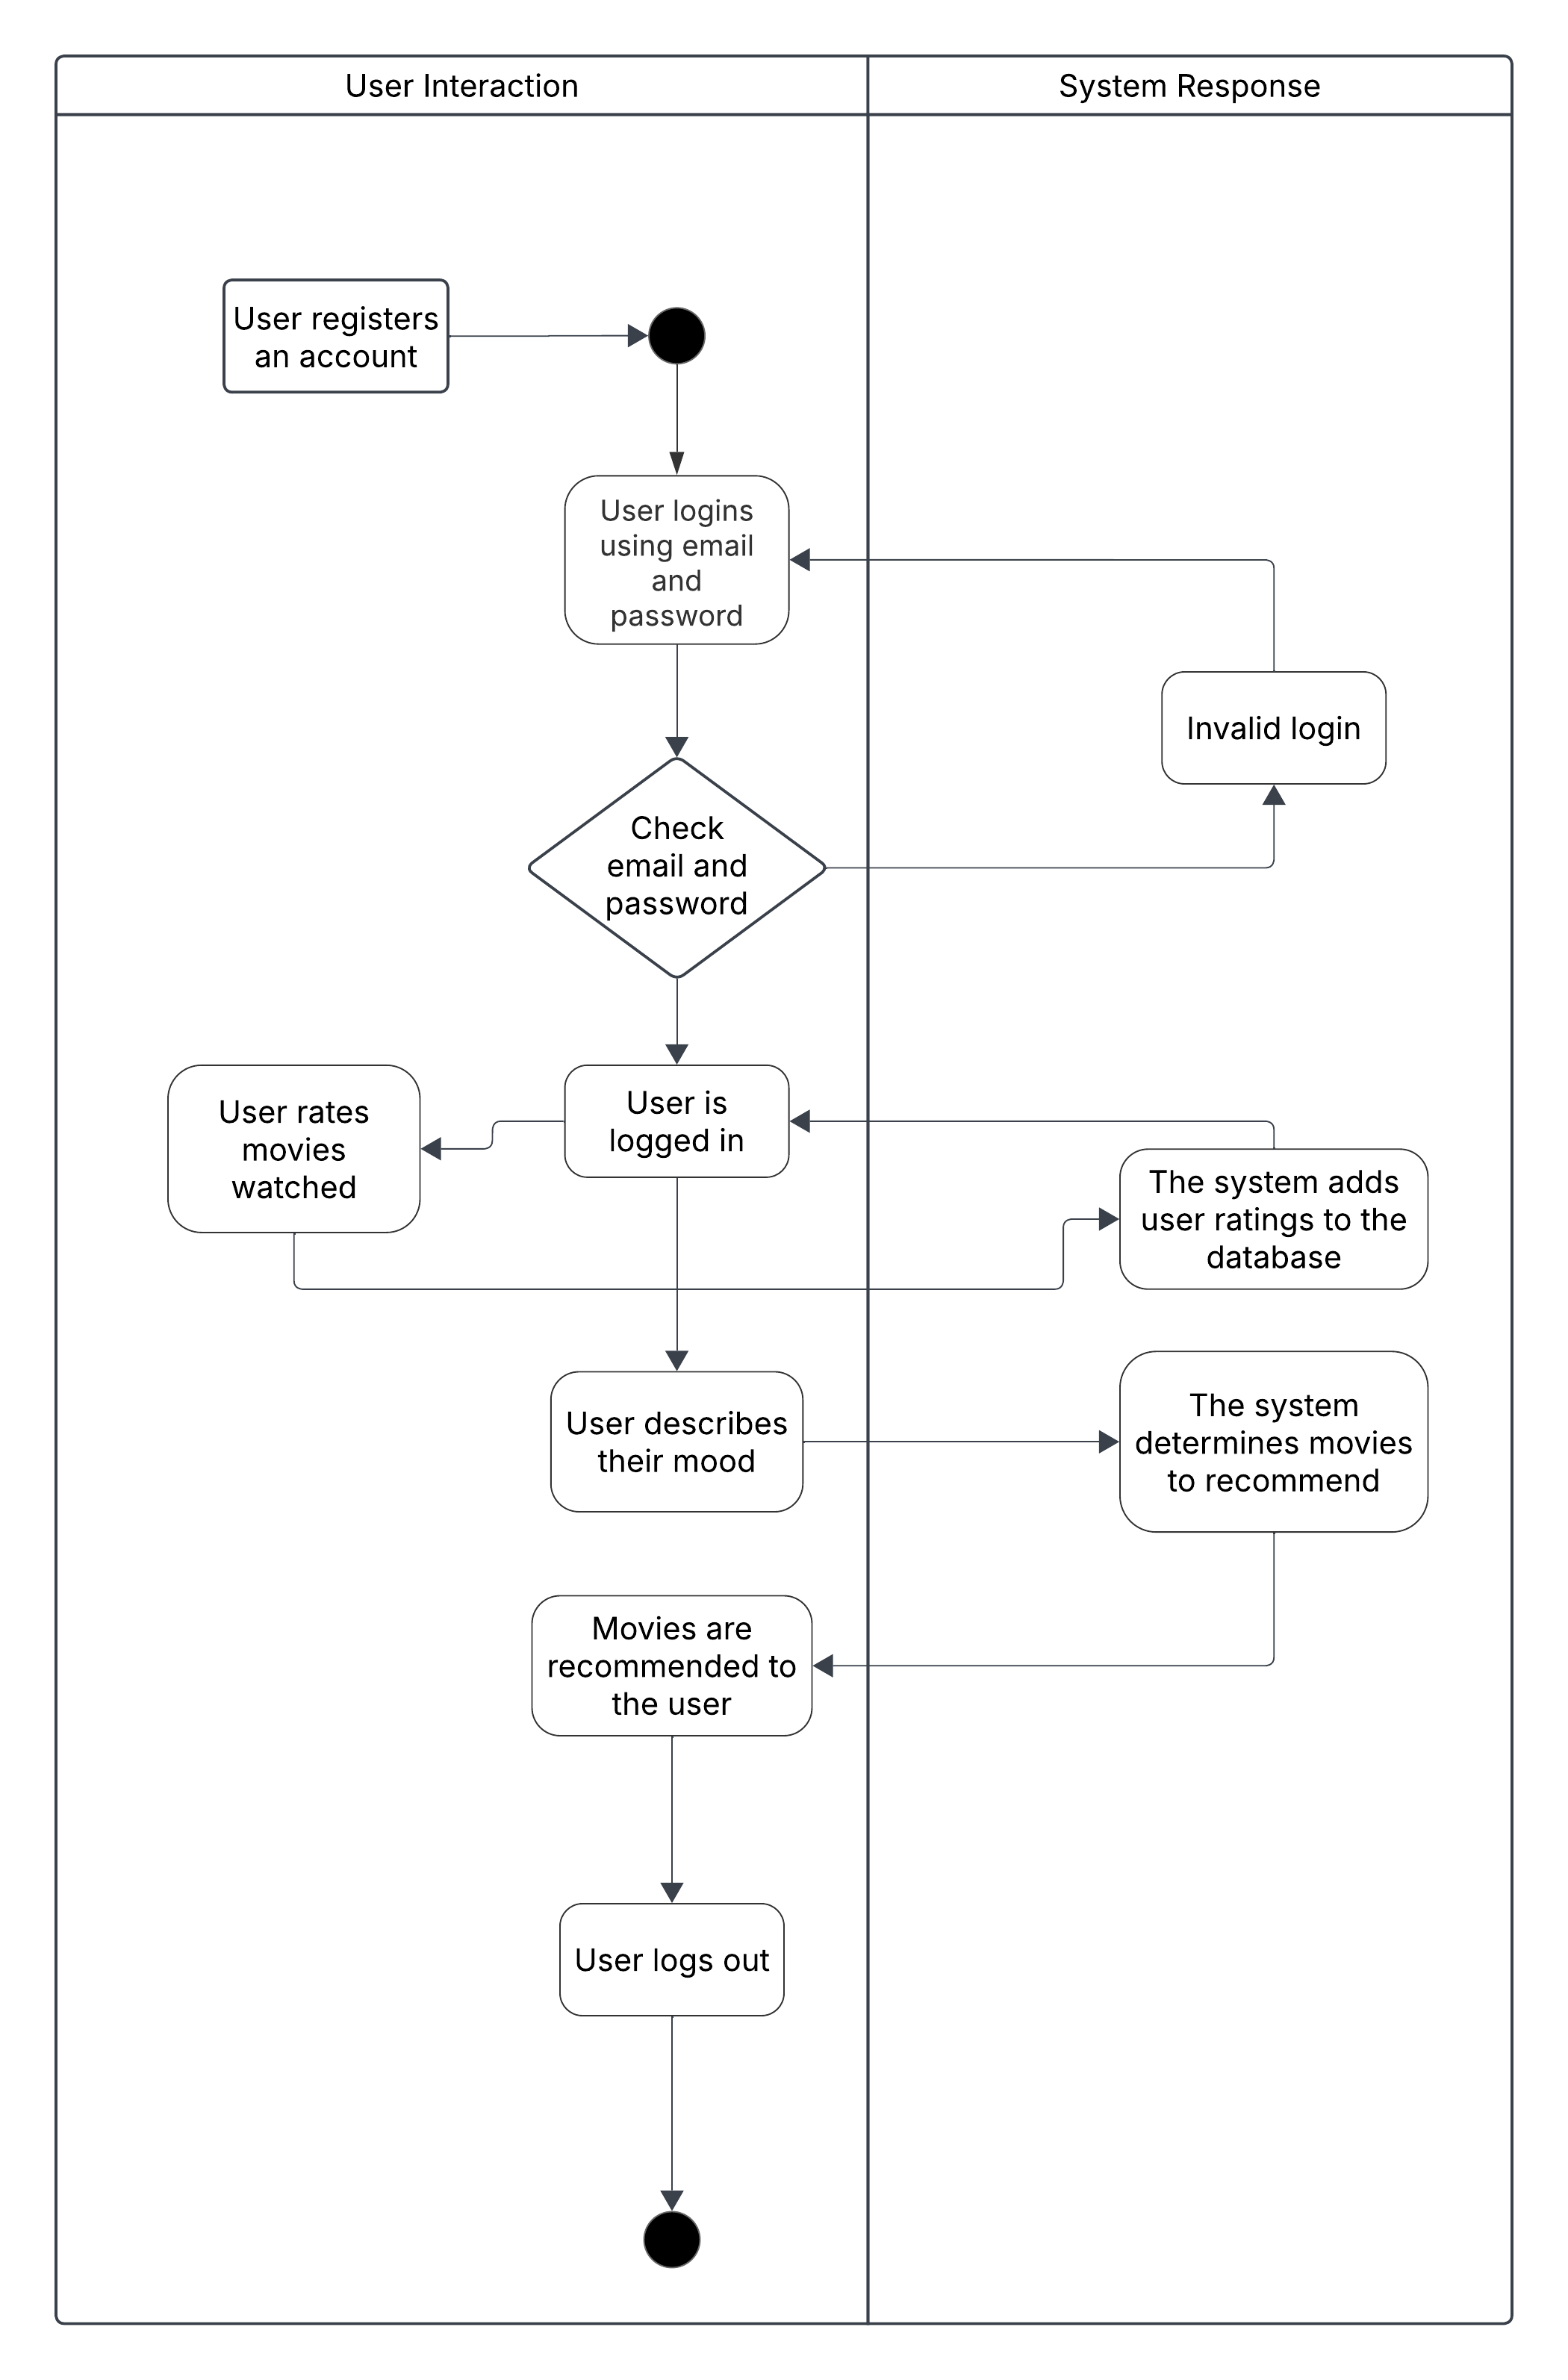 User Interaction
System Response
User registers
an account
User logins
using email
and
password
Invalid login
Check
email and
password
User rates
movies
watched
User is
logged in
The system adds
user ratings to the
database
User describes
their mood
The system
determines movies
to recommend
Movies are
recommended to
the user
User logs out